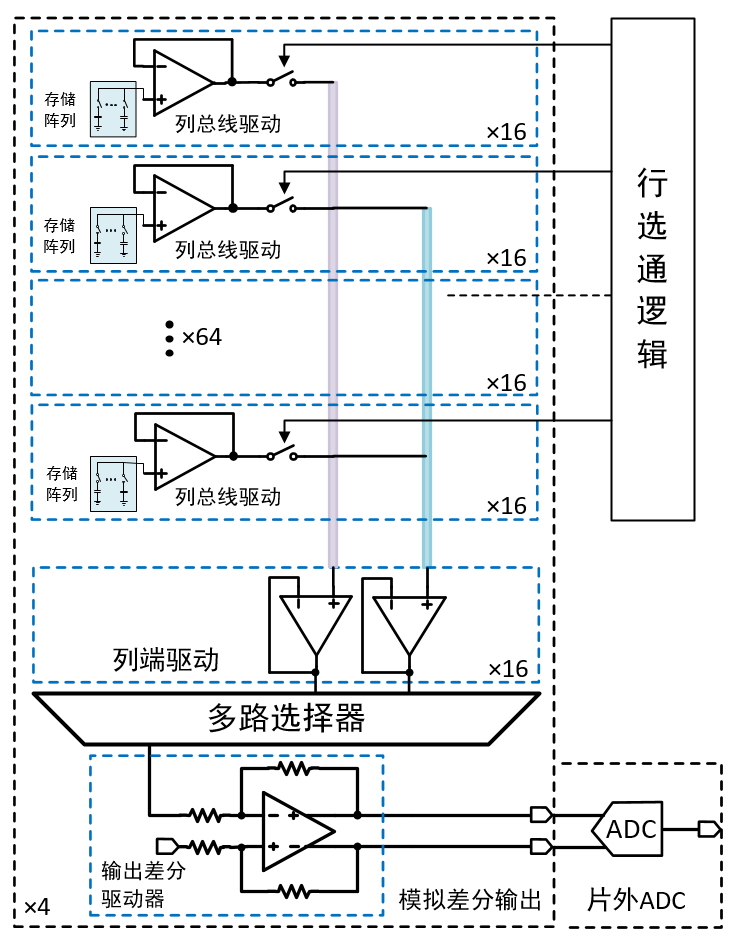 存储
阵列
列总线驱动
×16
存储
阵列
列总线驱动
×16
×64
×16
存储
阵列
列总线驱动
×16
行选通逻辑
列端驱动
×16
多路选择器
输出差分
驱动器
×4
模拟差分输出
ADC
片外ADC